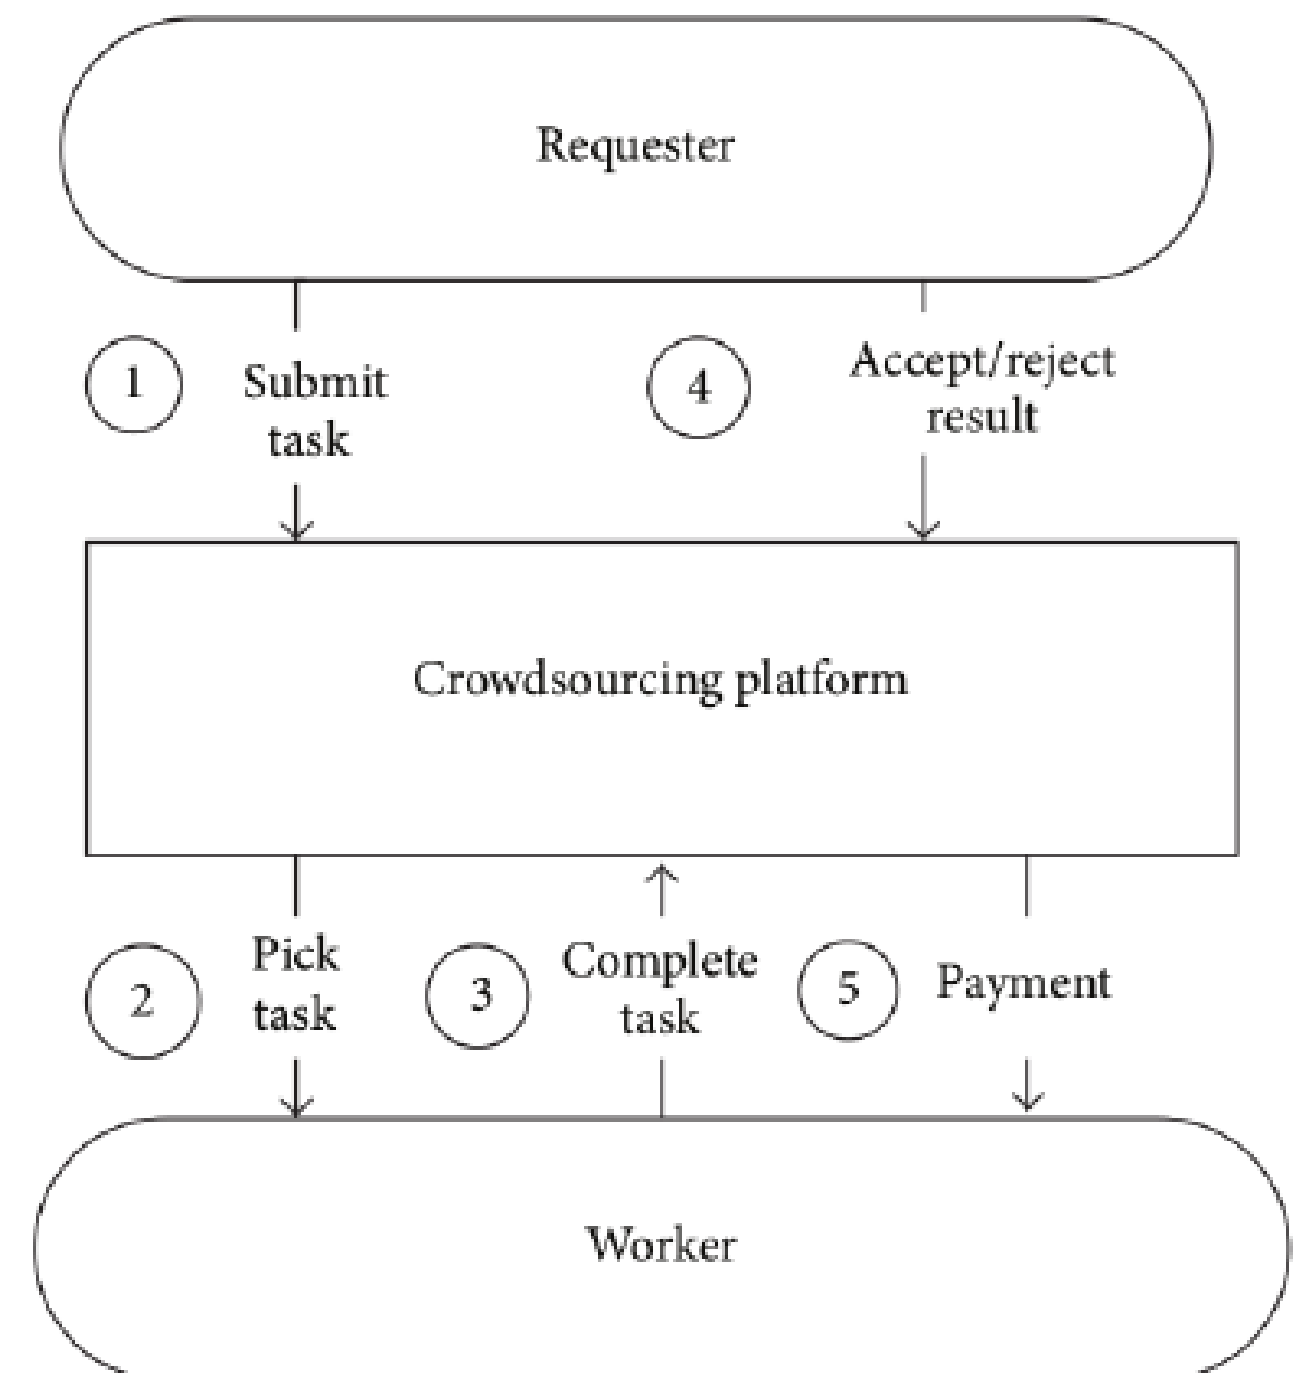 Requester
1
Submit
task
4
Accept/reject
result
Crowdsourcing platform
2
Pick
task
3
Complete
task
5
Payment
Worker